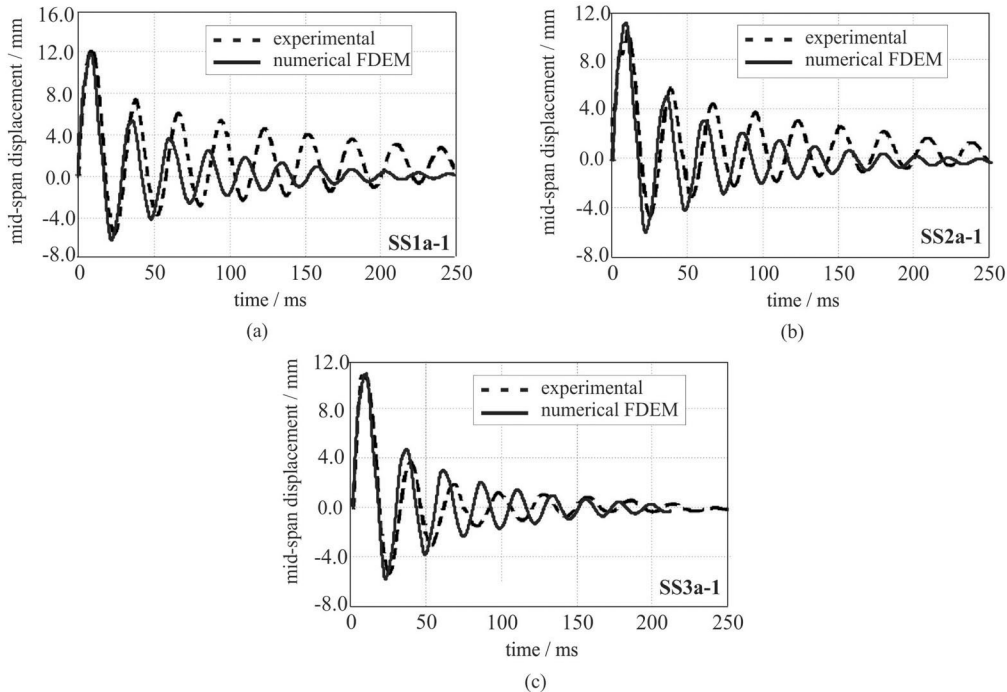 mid-span displacement / mm
16.0
12.0
8.0
4.0
0.0
-4.0
-8.0
experimental
numerical FDEM
SS1a-1
0 50 100 150 200 250
time / ms
(a)
mid-span displacement / mm
12.0
8.0
4.0
0.0
-4.0
-8.0
experimental
numerical FDEM
SS2a-1
0 50 100 150 200 250
time / ms
(b)
mid-span displacement / mm
12.0
8.0
4.0
0.0
-4.0
-8.0
experimental
numerical FDEM
SS3a-1
0 50 100 150 200 250
time / ms
(c)